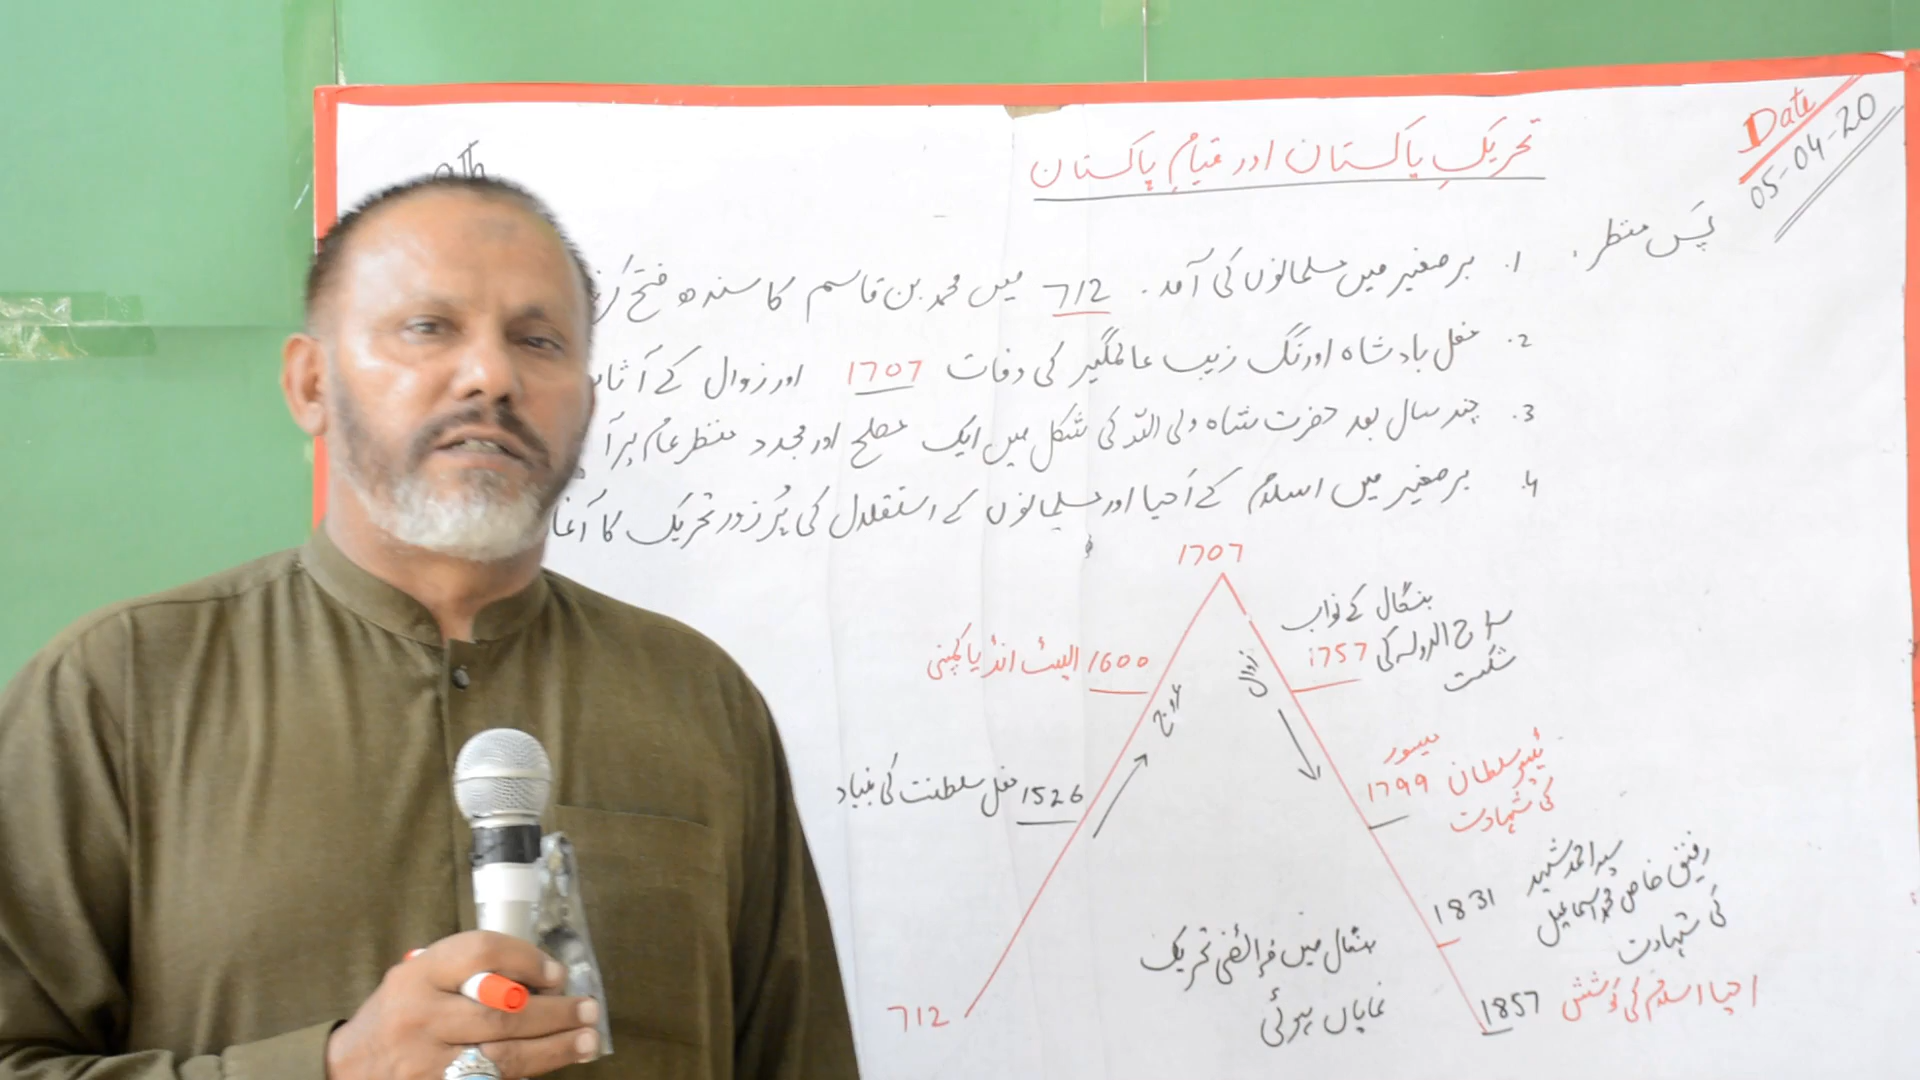 Date
05-04-20
9th
تحریکِ پاکستان اور قیامِ پاکستان
پس منظر
1. برصغیر میں مسلمانوں کی آمد. 712 میں محمد بن قاسم کا سندھ فتح
2. مغل بادشاہ اورنگ زیب عالمگیر کی وفات 1707 اور زوال کے آثار
3. چند سال بعد حضرت شاہ ولی اللہ کی شکل میں ایک مصلح اور مجدد منظر عام پر آ
4. برصغیر میں اسلام کے اَحیا اور مسلمانوں کے استقلال کی پُر زور تحریک کا آغا
1707
بنگال کے نواب
سراج الدولہ کی 1757
شکست
1600 ایسٹ انڈیا کمپنی
عروج
زوال
میسور
1799 ٹیپو سلطان
کی شہادت
1526 مغل سلطنت کی بنیاد
1831 سید احمد شہید
رفیق خاص محمد اسماعیل
کی شہادت
بنگال میں فرائضی تحریک
نمایاں ہوئی
1857 احیا اسلام کی کوشش
712